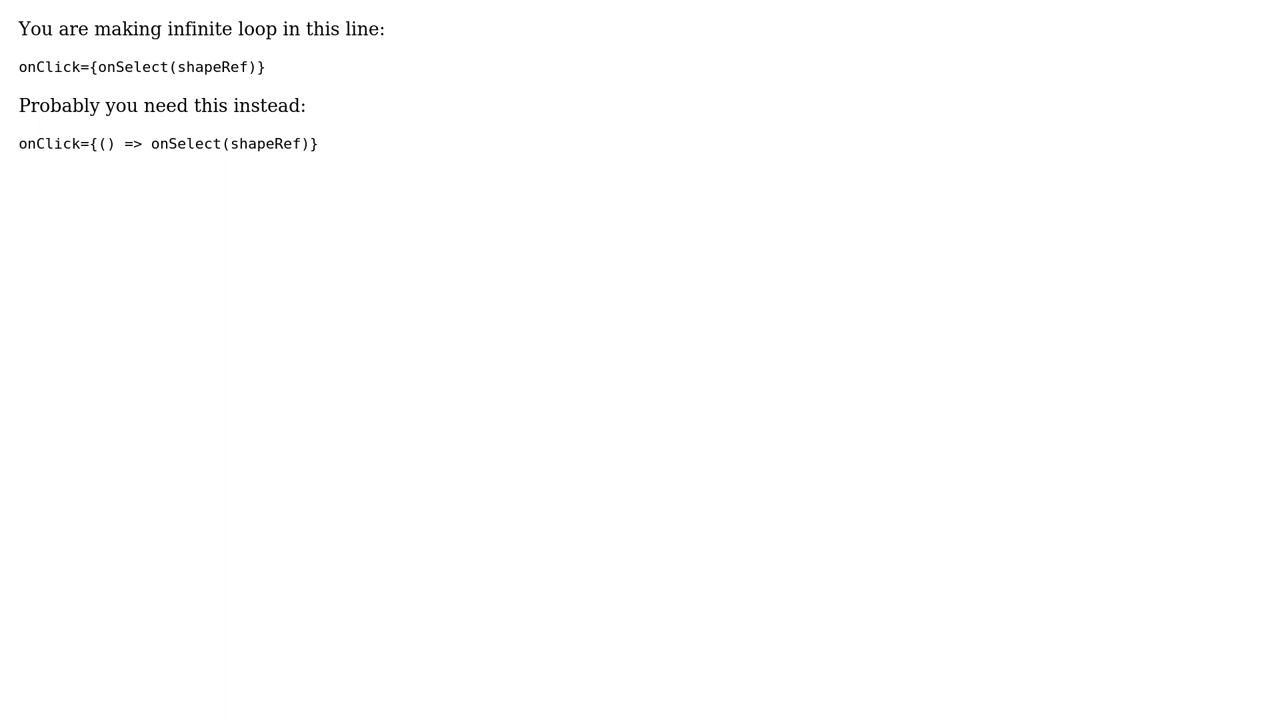 You are making infinite loop in this line:
onClick={onSelect(shapeRef)}
Probably you need this instead:
onClick={() => onSelect(shapeRef)}